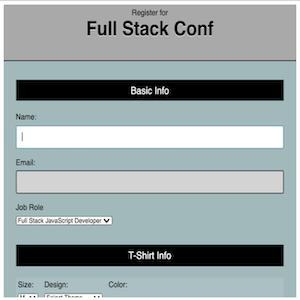 Register for
Full Stack Conf
Basic Info
Name:
Email:
Job Role
Full Stack JavaScript Developer
T-Shirt Info
Size: Design: Color:
M Select Theme